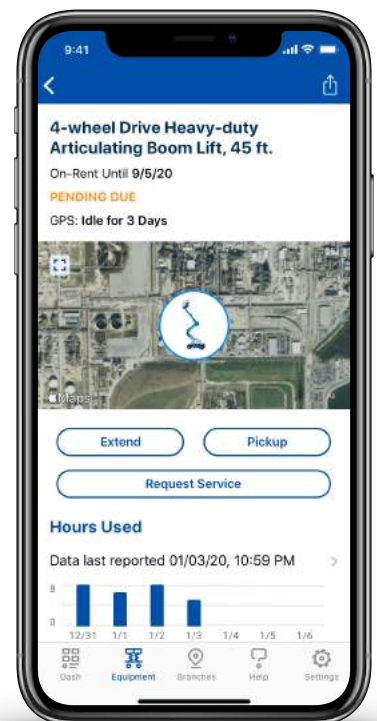 9:41
4-wheel Drive Heavy-duty
Articulating Boom Lift, 45 ft.
On-Rent Until 9/5/20
PENDING DUE
GPS: Idle for 3 Days
Maps
Extend
Pickup
Request Service
Hours Used
Data last reported 01/03/20, 10:59 PM
8
0
12/31 1/1 1/2 1/3 1/4 1/5 1/6
Dash Equipment Branches Help Settings